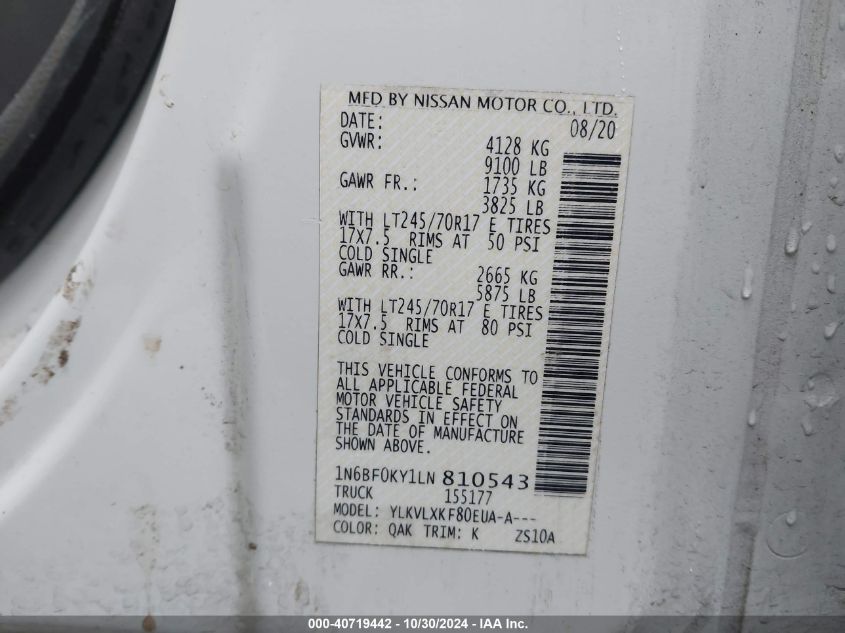 MFD BY NISSAN MOTOR CO., LTD.
DATE: 08/20
GVWR: 4128 KG
9100 LB
GAWR FR.: 1735 KG
3825 LB
WITH LT245/70R17 E TIRES
17X7.5 RIMS AT 50 PSI
COLD SINGLE
GAWR RR.: 2665 KG
5875 LB
WITH LT245/70R17 E TIRES
17X7.5 RIMS AT 80 PSI
COLD SINGLE
THIS VEHICLE CONFORMS TO
ALL APPLICABLE FEDERAL
MOTOR VEHICLE SAFETY
STANDARDS IN EFFECT ON
THE DATE OF MANUFACTURE
SHOWN ABOVE.
1N6BF0KY1LN810543
TRUCK 155177
MODEL: YLKVLXKF80EUA-A---
COLOR: QAK TRIM: K ZS10A
000-40719442 - 10/30/2024 - IAA Inc.